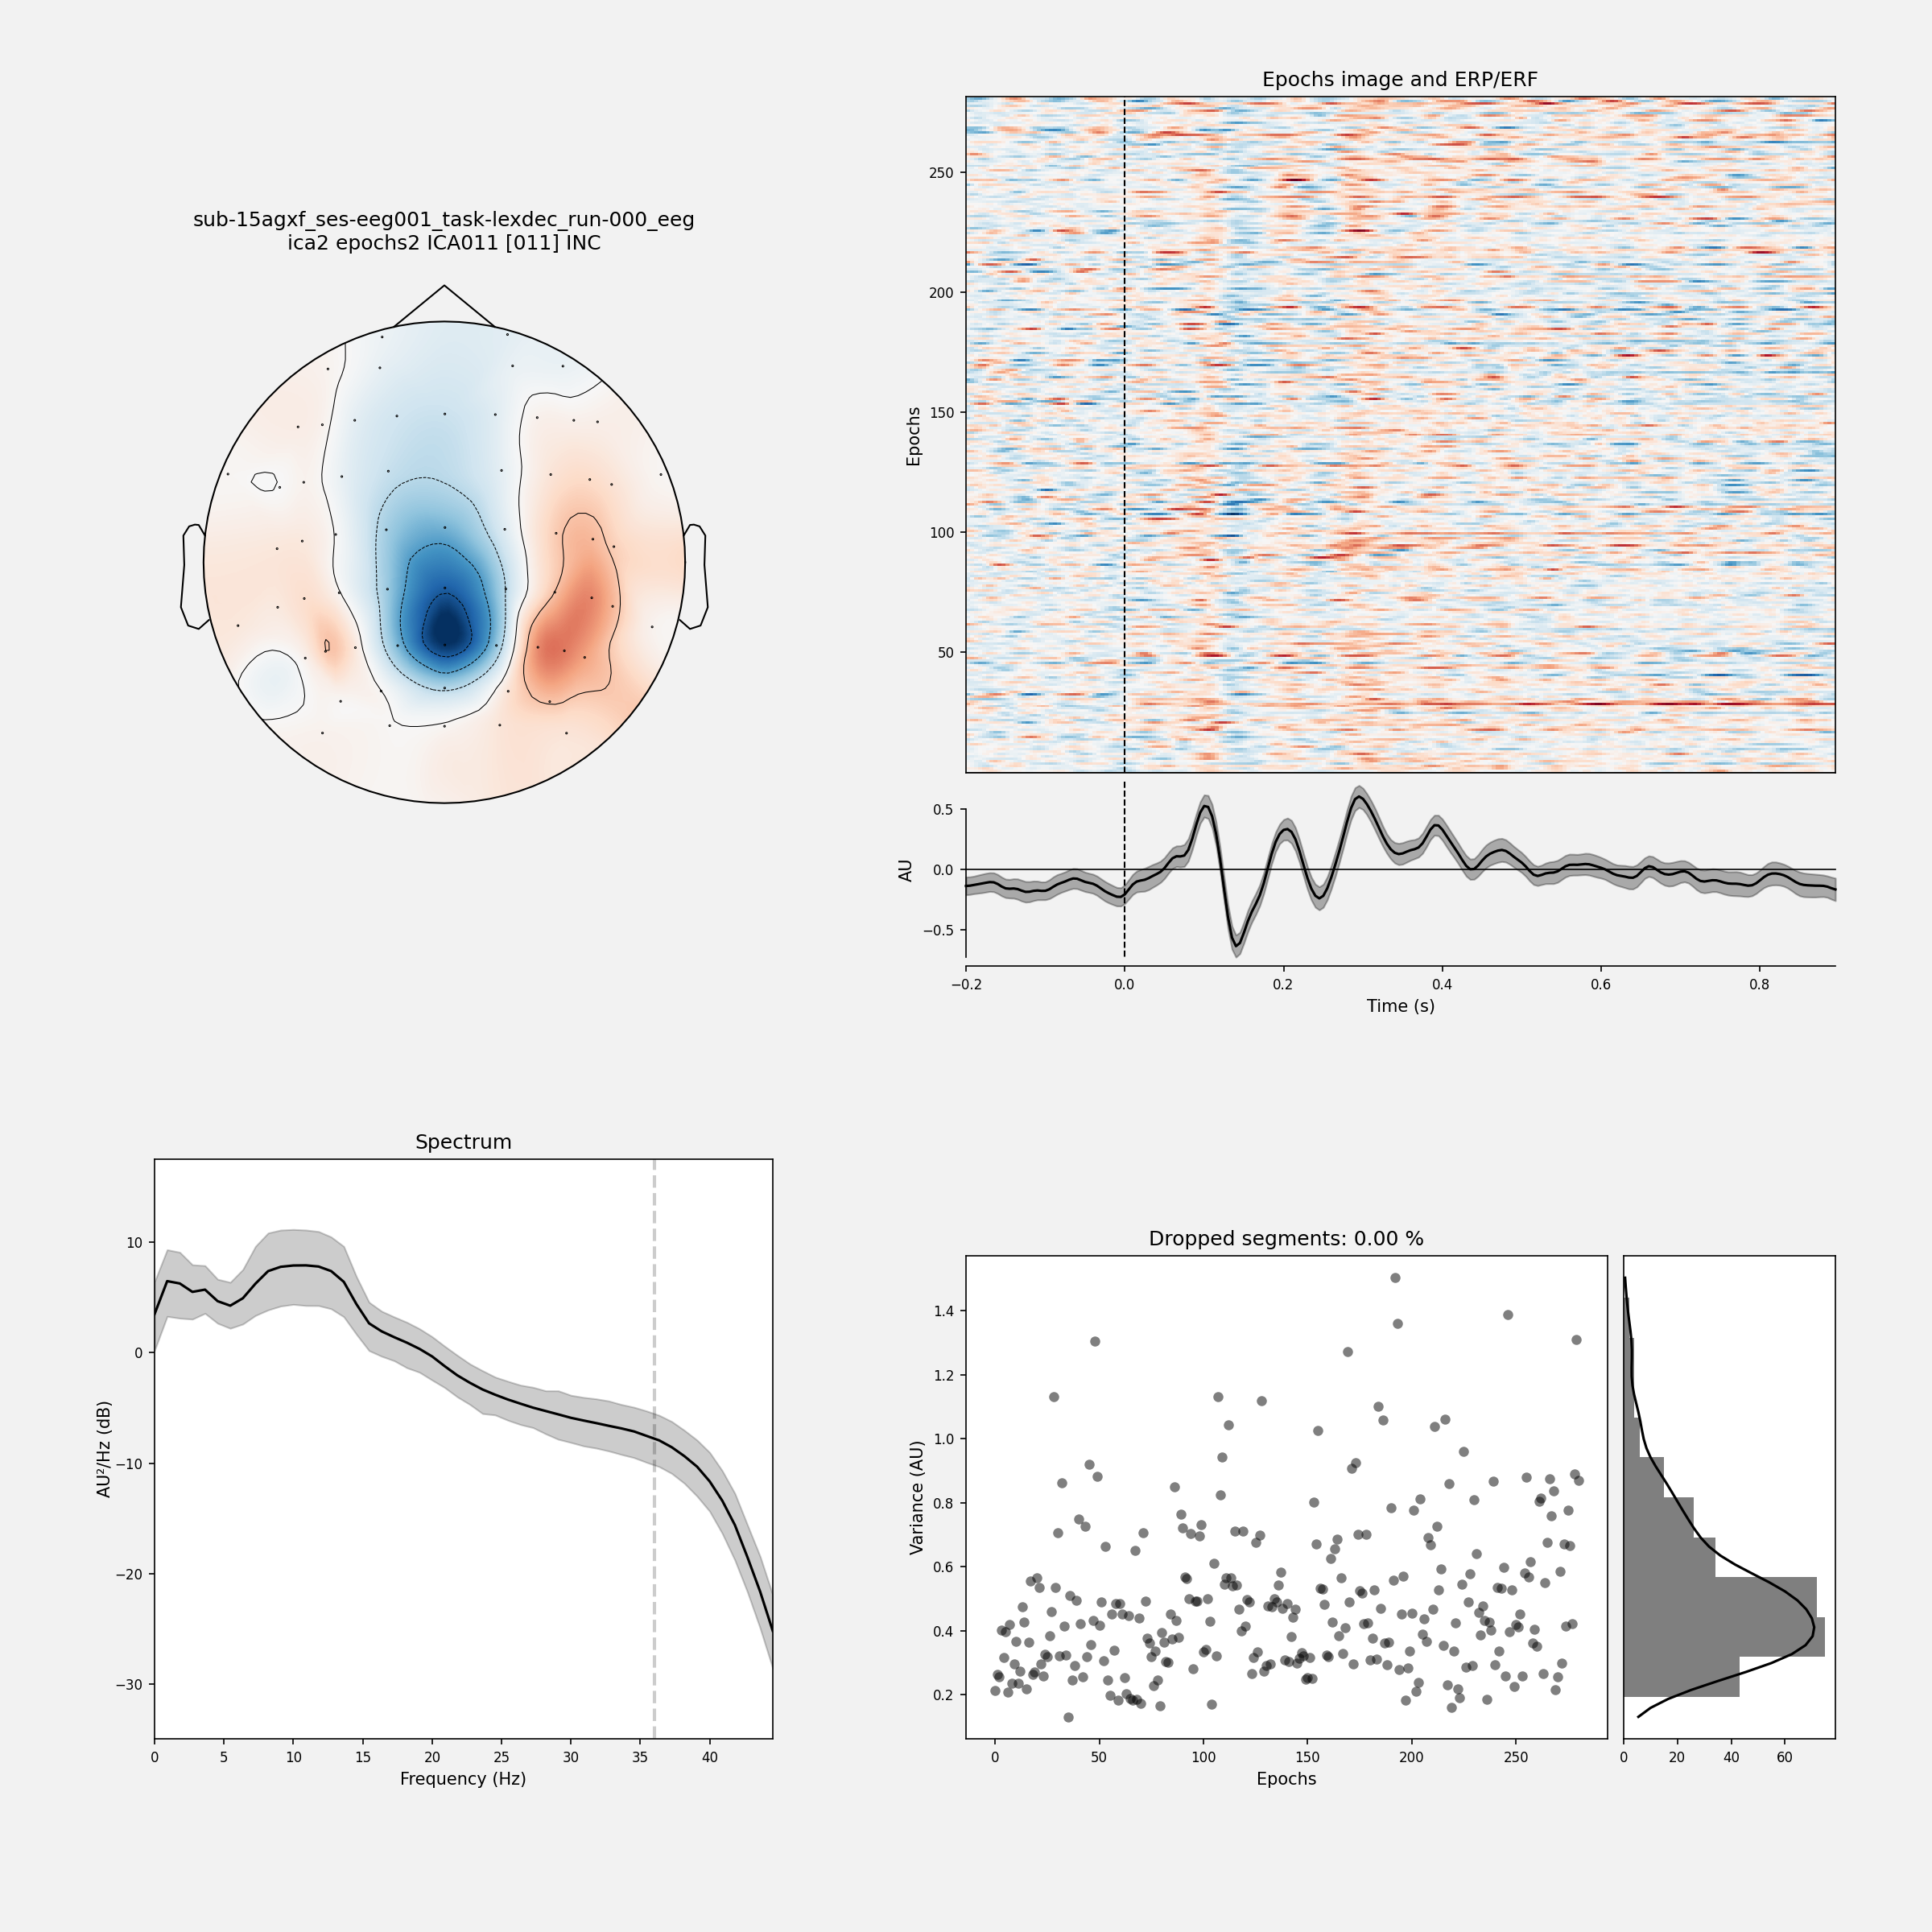 sub-15agxf_ses-eeg001_task-lexdec_run-000_eeg
ica2 epochs2 ICA011 [011] INC
Epochs image and ERP/ERF
Epochs
250
200
150
100
50
AU
0.5
0.0
−0.5
−0.2 0.0 0.2 0.4 0.6 0.8
Time (s)
Spectrum
AU²/Hz (dB)
10
0
−10
−20
−30
0 5 10 15 20 25 30 35 40
Frequency (Hz)
Dropped segments: 0.00 %
Variance (AU)
1.4
1.2
1.0
0.8
0.6
0.4
0.2
0 50 100 150 200 250
Epochs
0 20 40 60